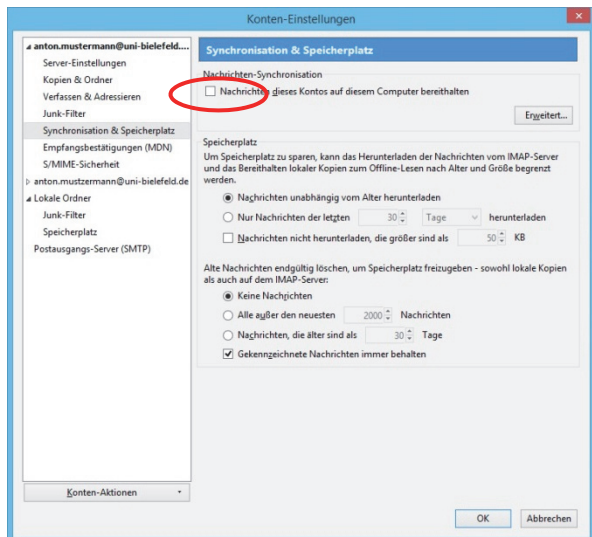 Konten-Einstellungen
anton.mustermann@uni-bielefeld....
Server-Einstellungen
Kopien & Ordner
Verfassen & Adressieren
Junk-Filter
Synchronisation & Speicherplatz
Empfangsbestätigungen (MDN)
S/MIME-Sicherheit
anton.mustzermann@uni-bielefeld.de
Lokale Ordner
Junk-Filter
Speicherplatz
Postausgangs-Server (SMTP)
Konten-Aktionen
Synchronisation & Speicherplatz
Nachrichten-Synchronisation
Nachrichten dieses Kontos auf diesem Computer bereithalten
Erweitert...
Speicherplatz
Um Speicherplatz zu sparen, kann das Herunterladen der Nachrichten vom IMAP-Server
und das Bereithalten lokaler Kopien zum Offline-Lesen nach Alter und Größe begrenzt
werden.
Nachrichten unabhängig vom Alter herunterladen
Nur Nachrichten der letzten 30 Tage herunterladen
Nachrichten nicht herunterladen, die größer sind als 50 KB
Alte Nachrichten endgültig löschen, um Speicherplatz freizugeben - sowohl lokale Kopien
als auch auf dem IMAP-Server:
Keine Nachrichten
Alle außer den neuesten 2000 Nachrichten
Nachrichten, die älter sind als 30 Tage
Gekennzeichnete Nachrichten immer behalten
OK Abbrechen